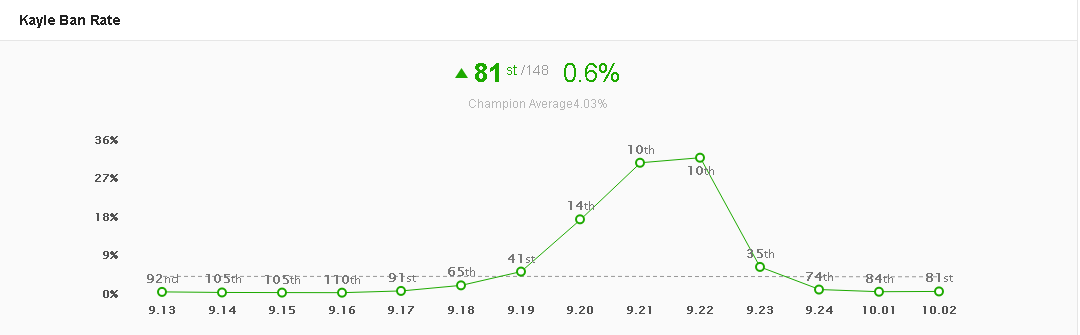 Kayle Ban Rate
81 st /148 0.6%
Champion Average4.03%
36%
10th
10th
27%
14th
18%
9%
35th
41st
92nd 105th 105th 110th 91st 65th 74th 84th 81st
0%
9.13 9.14 9.15 9.16 9.17 9.18 9.19 9.20 9.21 9.22 9.23 9.24 10.01 10.02